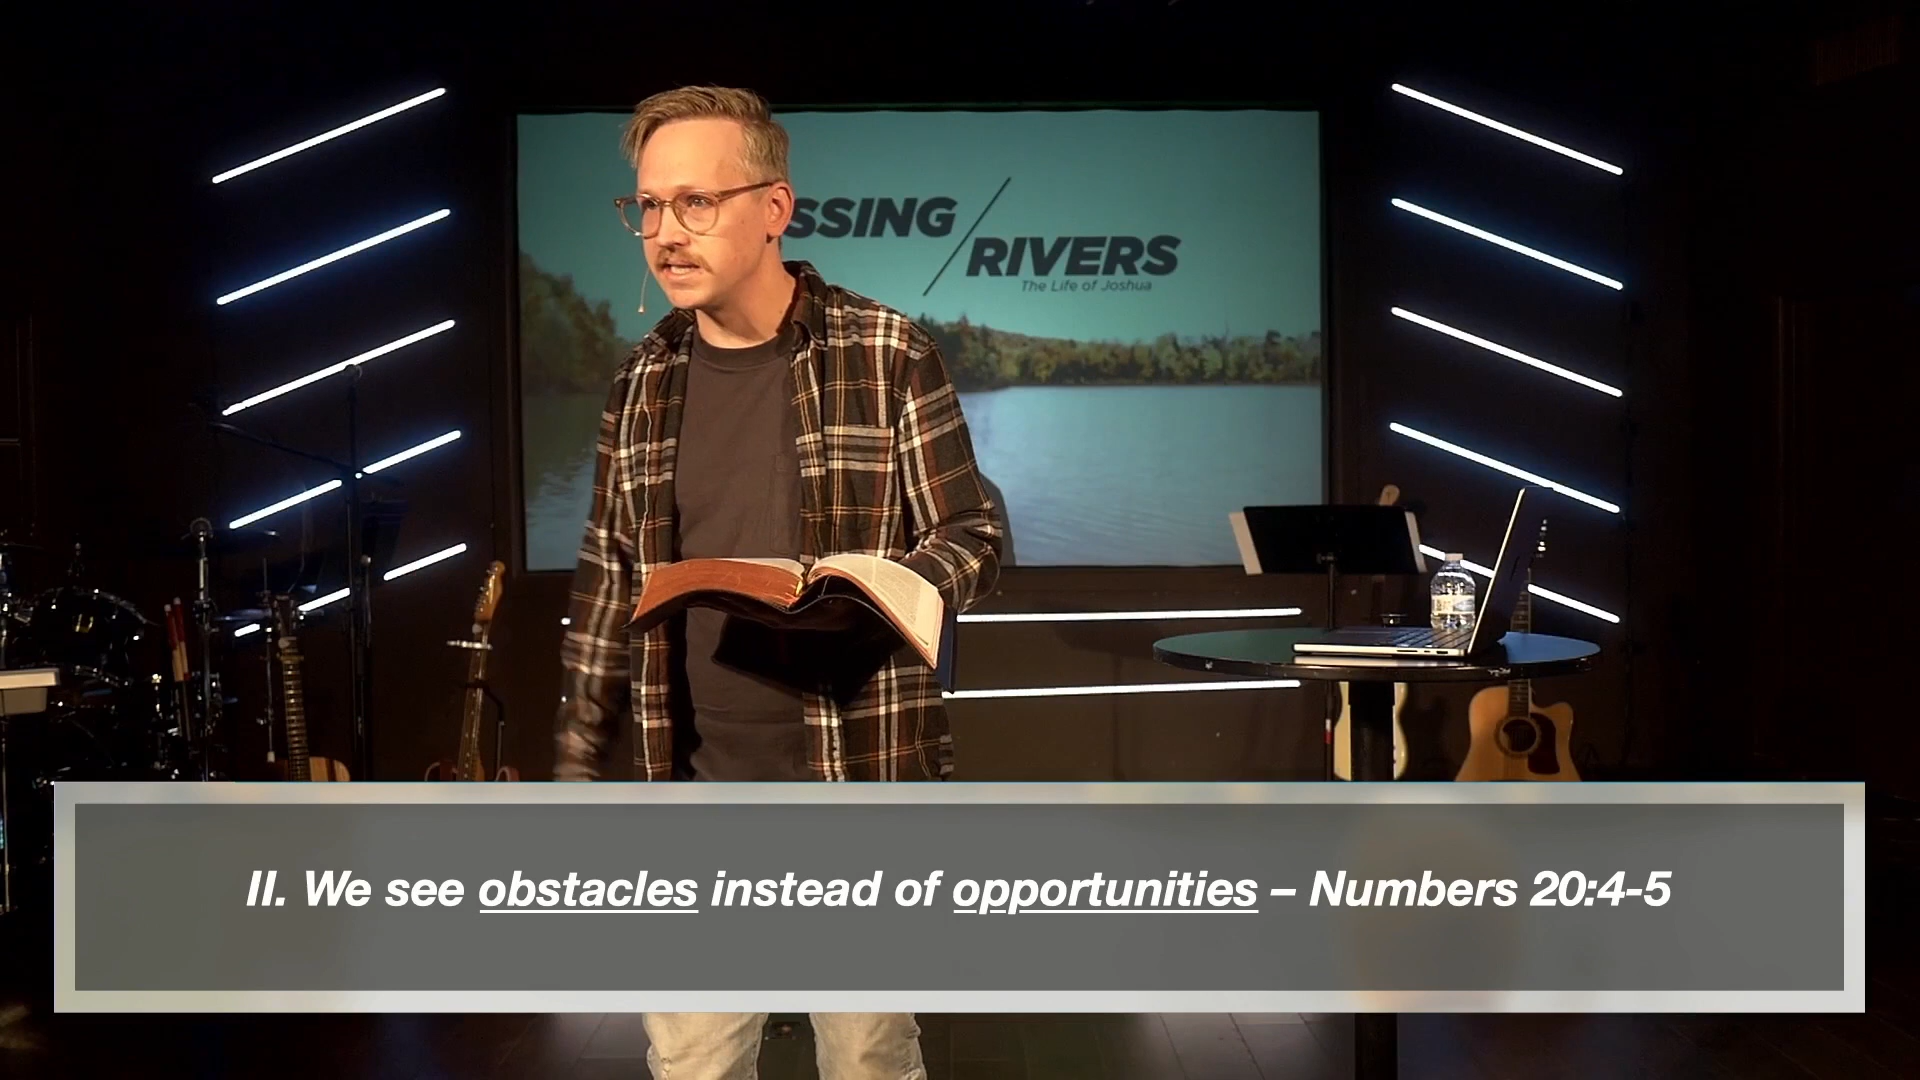 SSING
RIVERS
The Life of Joshua
II. We see obstacles instead of opportunities – Numbers 20:4-5